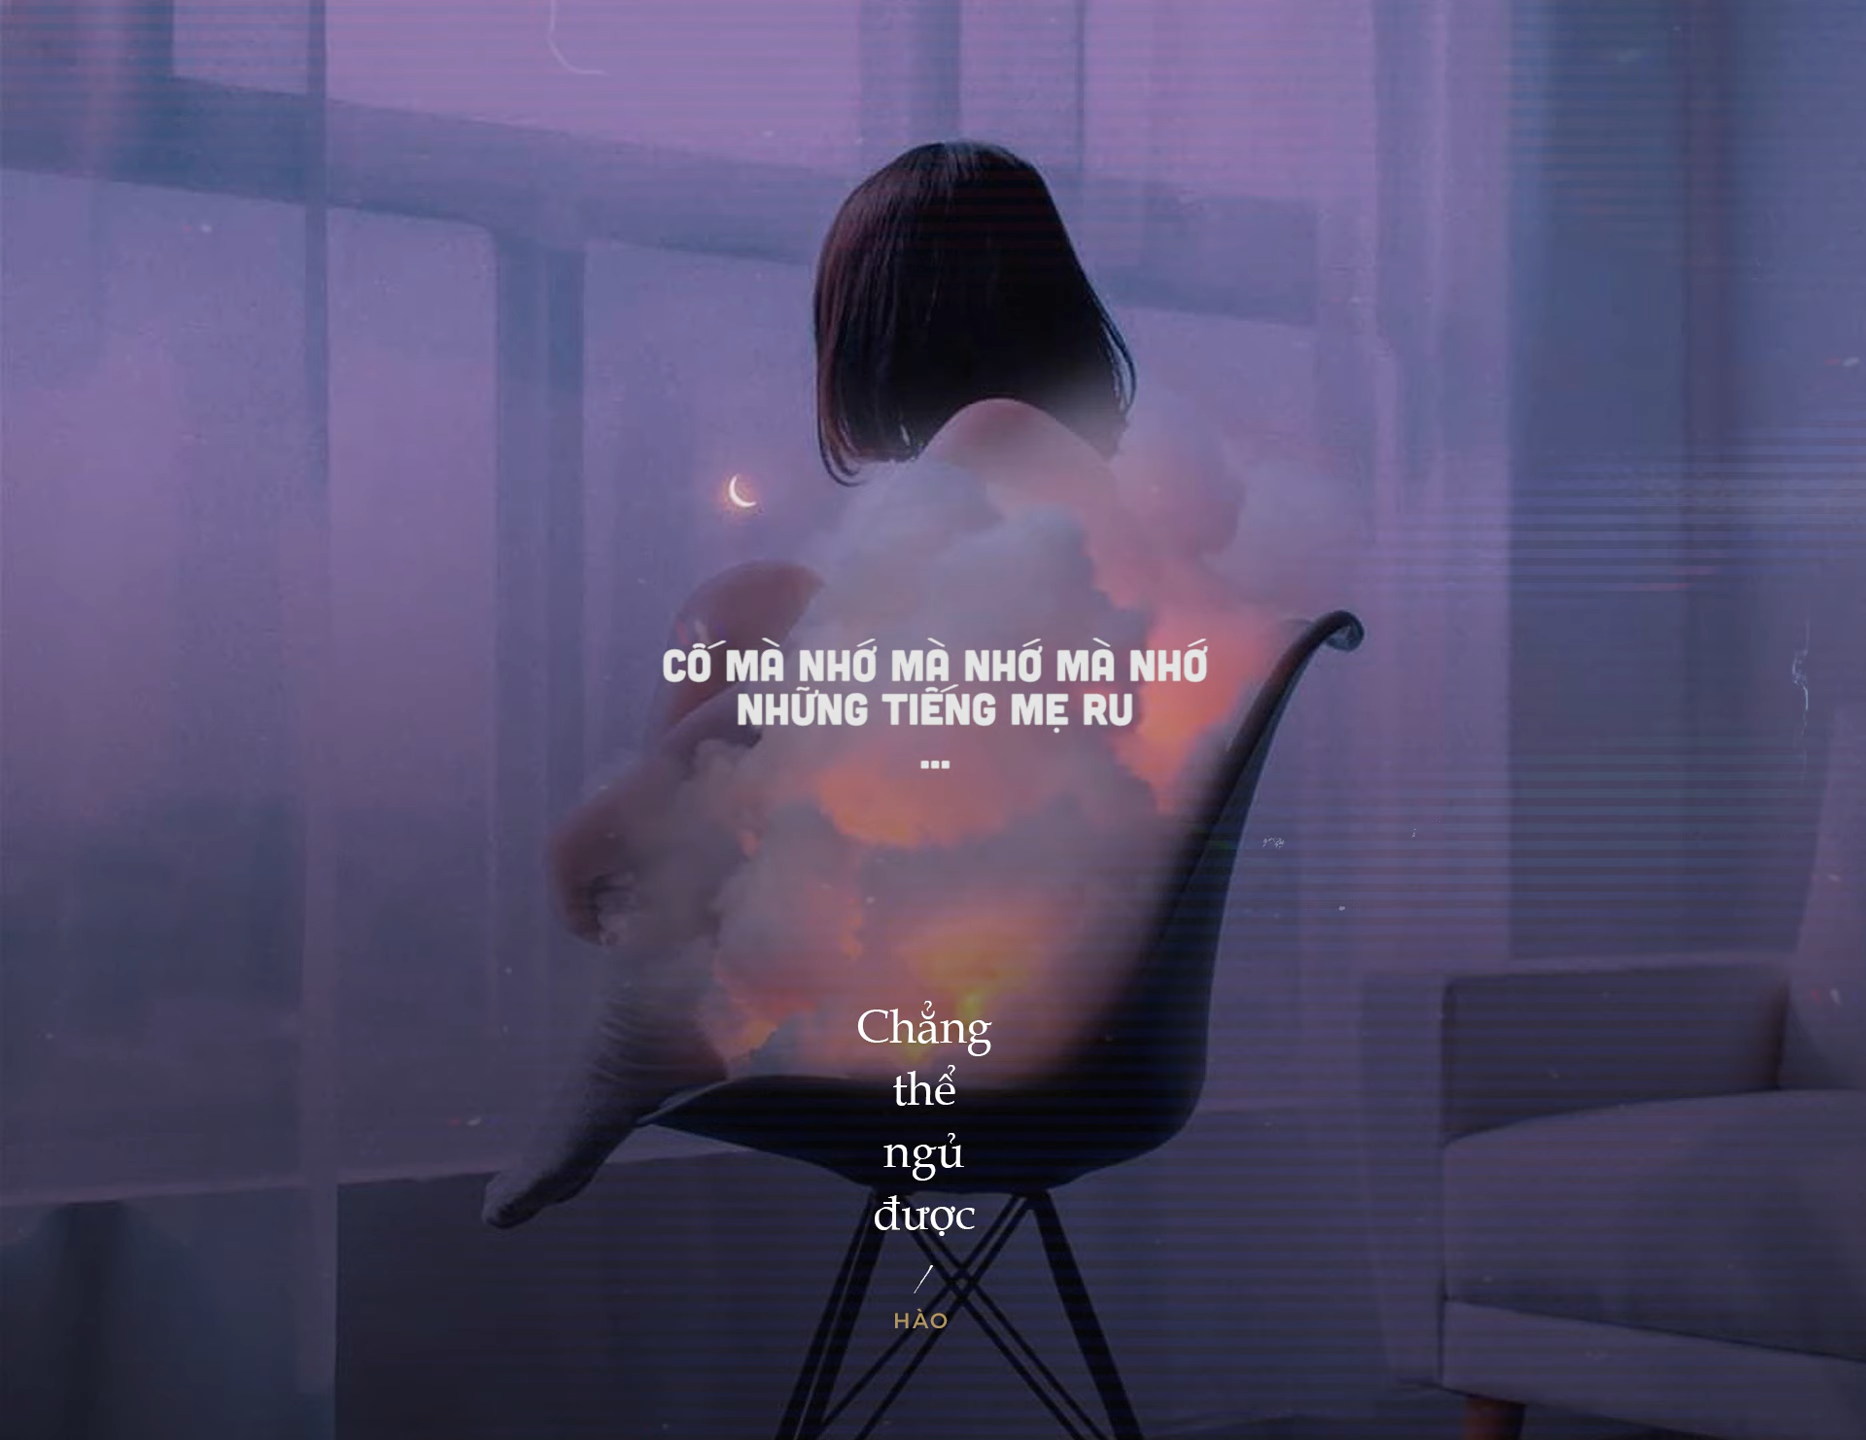 CỐ MÀ NHỚ MÀ NHỚ MÀ NHỚ
NHỮNG TIẾNG MẸ RU
...
Chẳng
thể
ngủ
được
/
HÀO